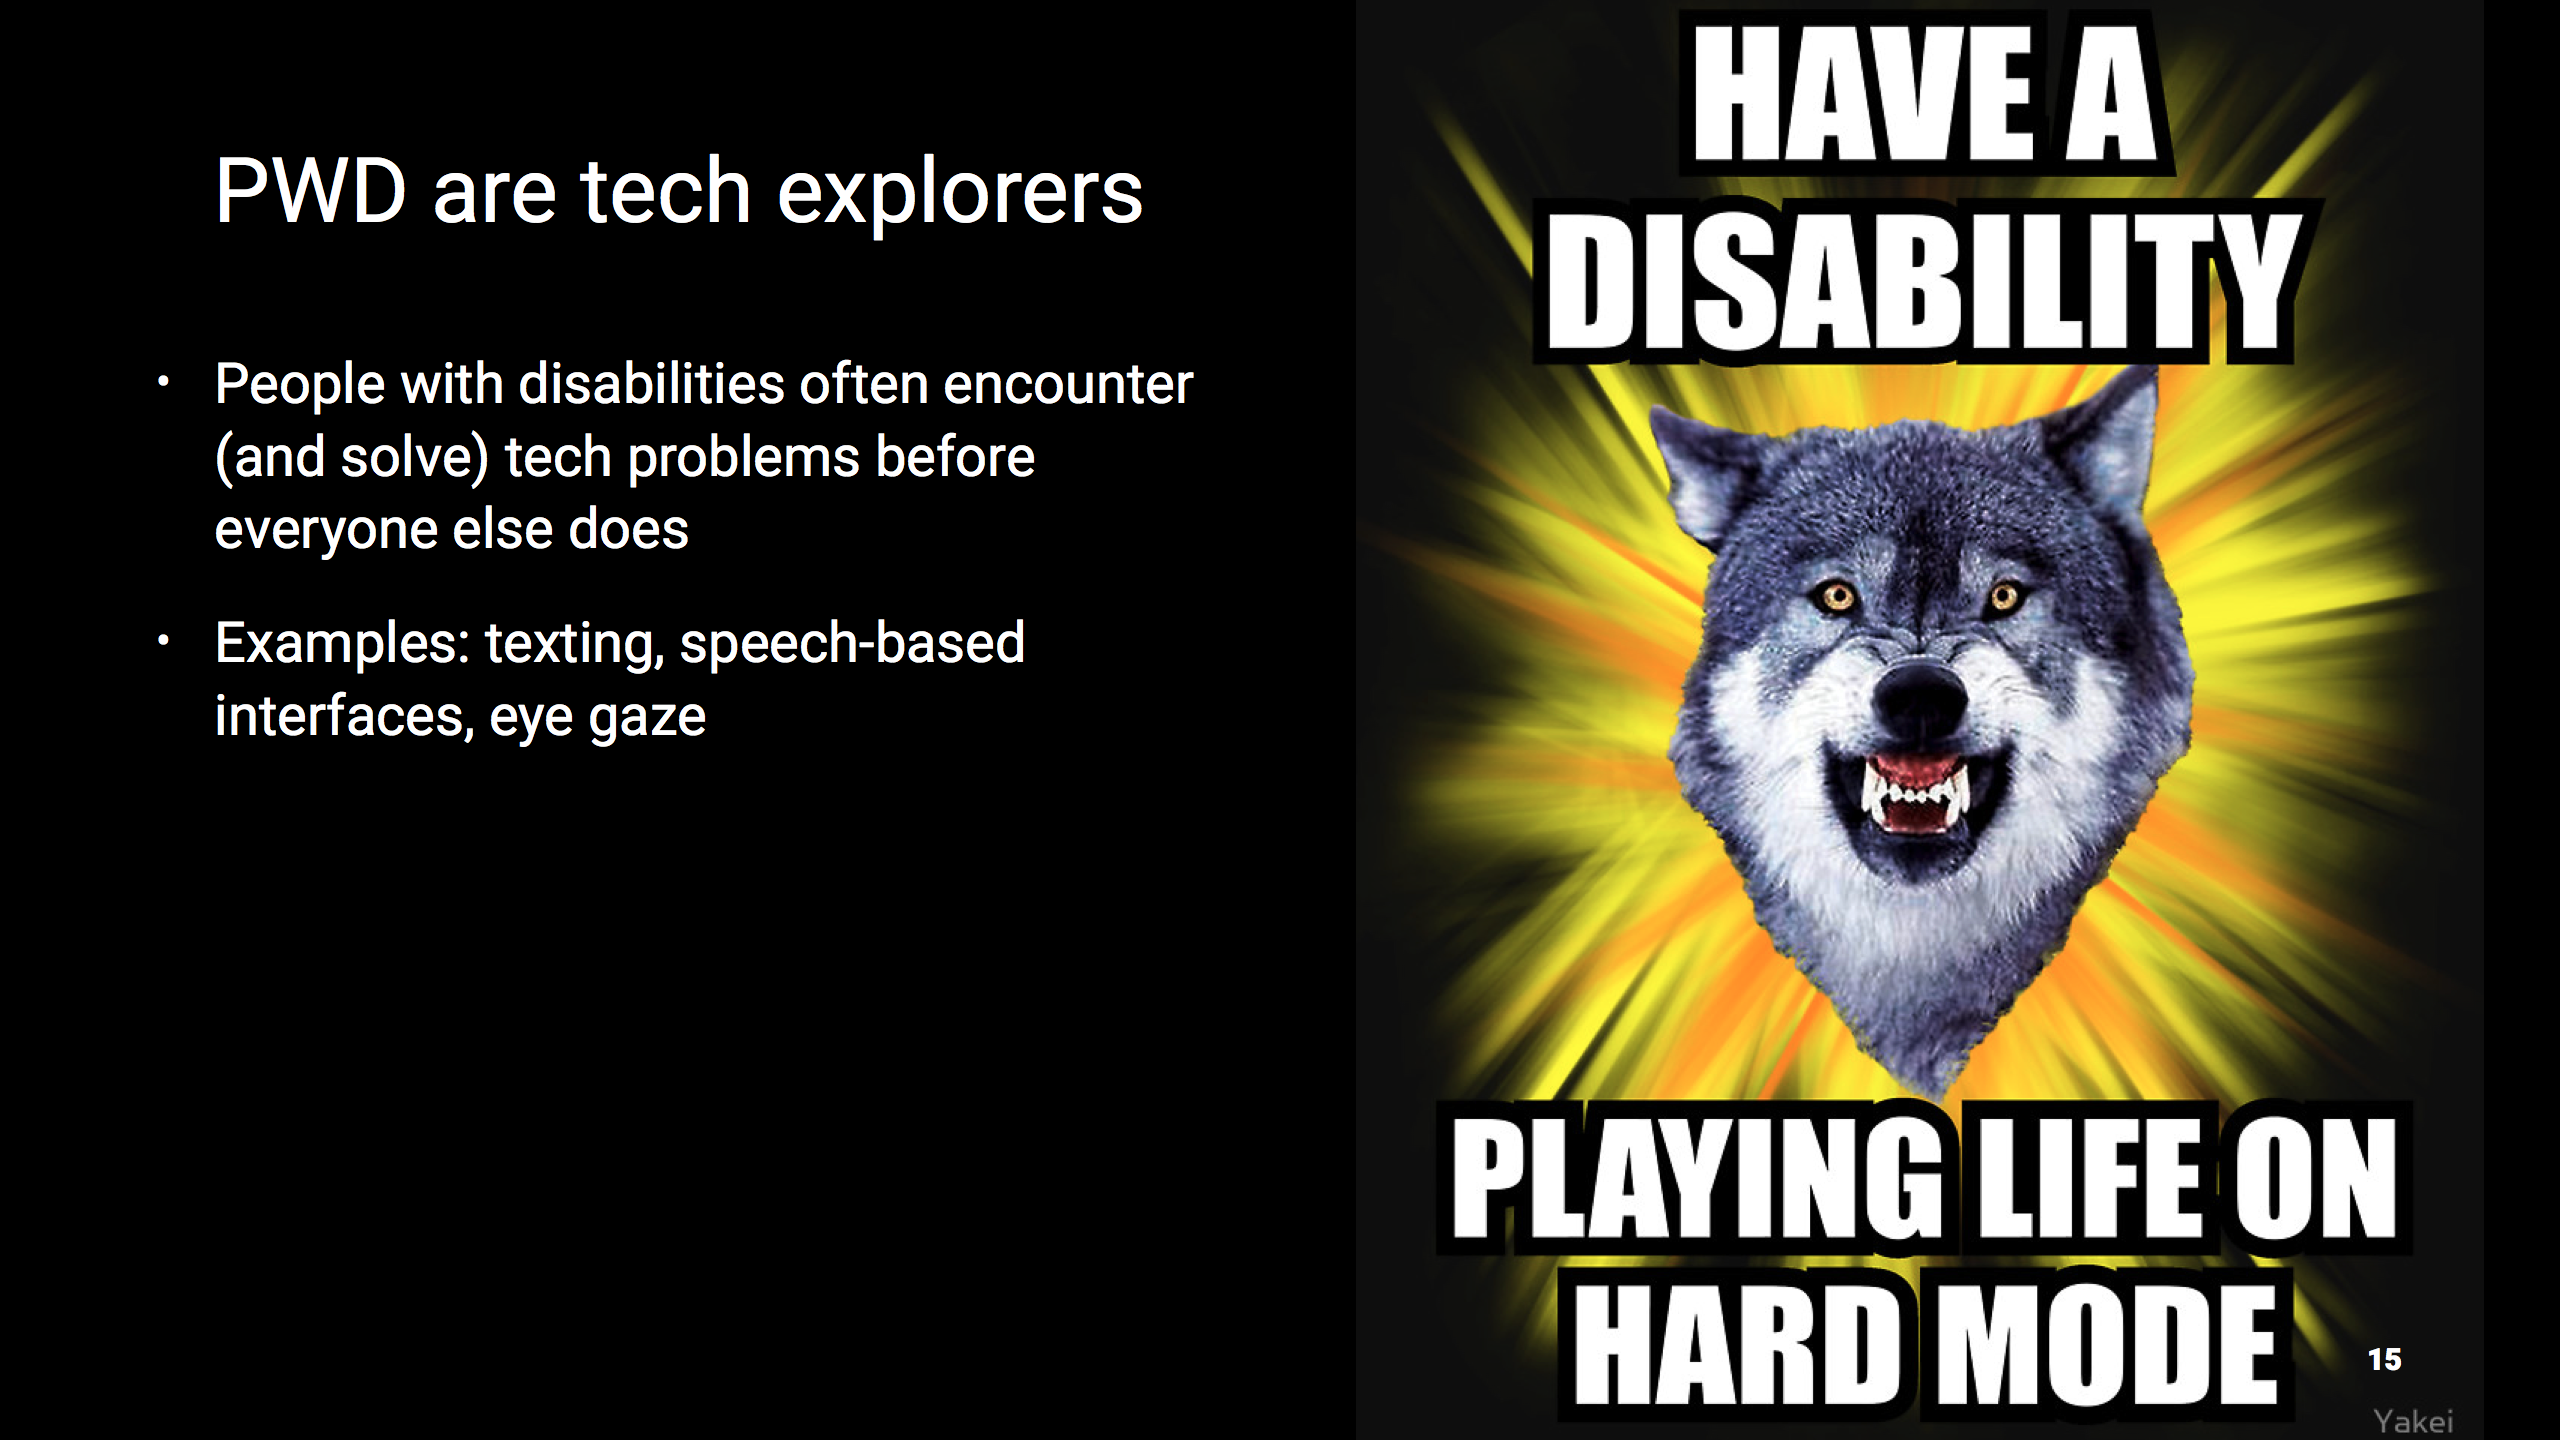 PWD are tech explorers
• People with disabilities often encounter
(and solve) tech problems before
everyone else does
• Examples: texting, speech-based
interfaces, eye gaze
HAVE A
DISABILITY
PLAYING LIFE ON
HARD MODE
15
Yakei